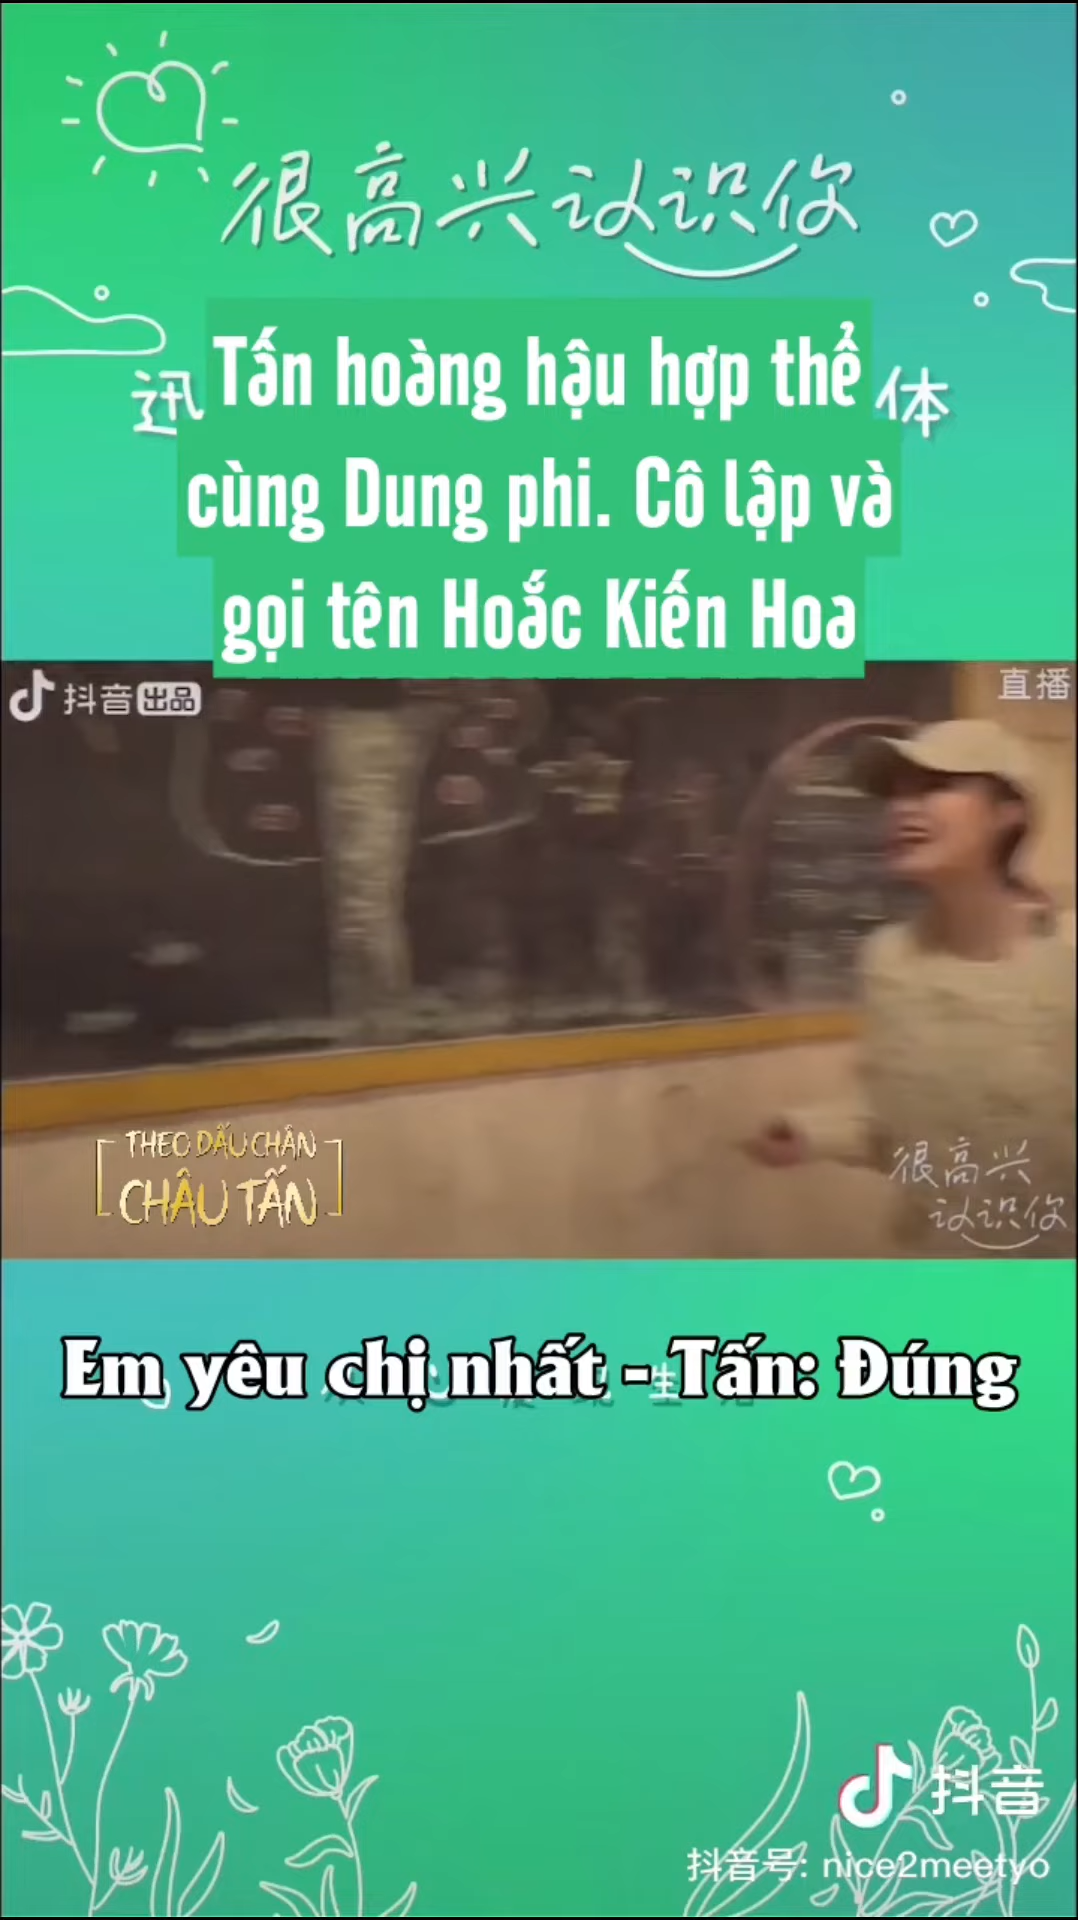 很高兴认识你
迅
体
Tấn hoàng hậu hợp thể
cùng Dung phi. Cô lập và
gọi tên Hoắc Kiến Hoa
抖音出品
直播
THEO DẤU CHÂN
CHÂU TẤN
很高兴
认识你
Em yêu chị nhất - Tấn: Đúng
抖音
抖音号: nice2meetyo